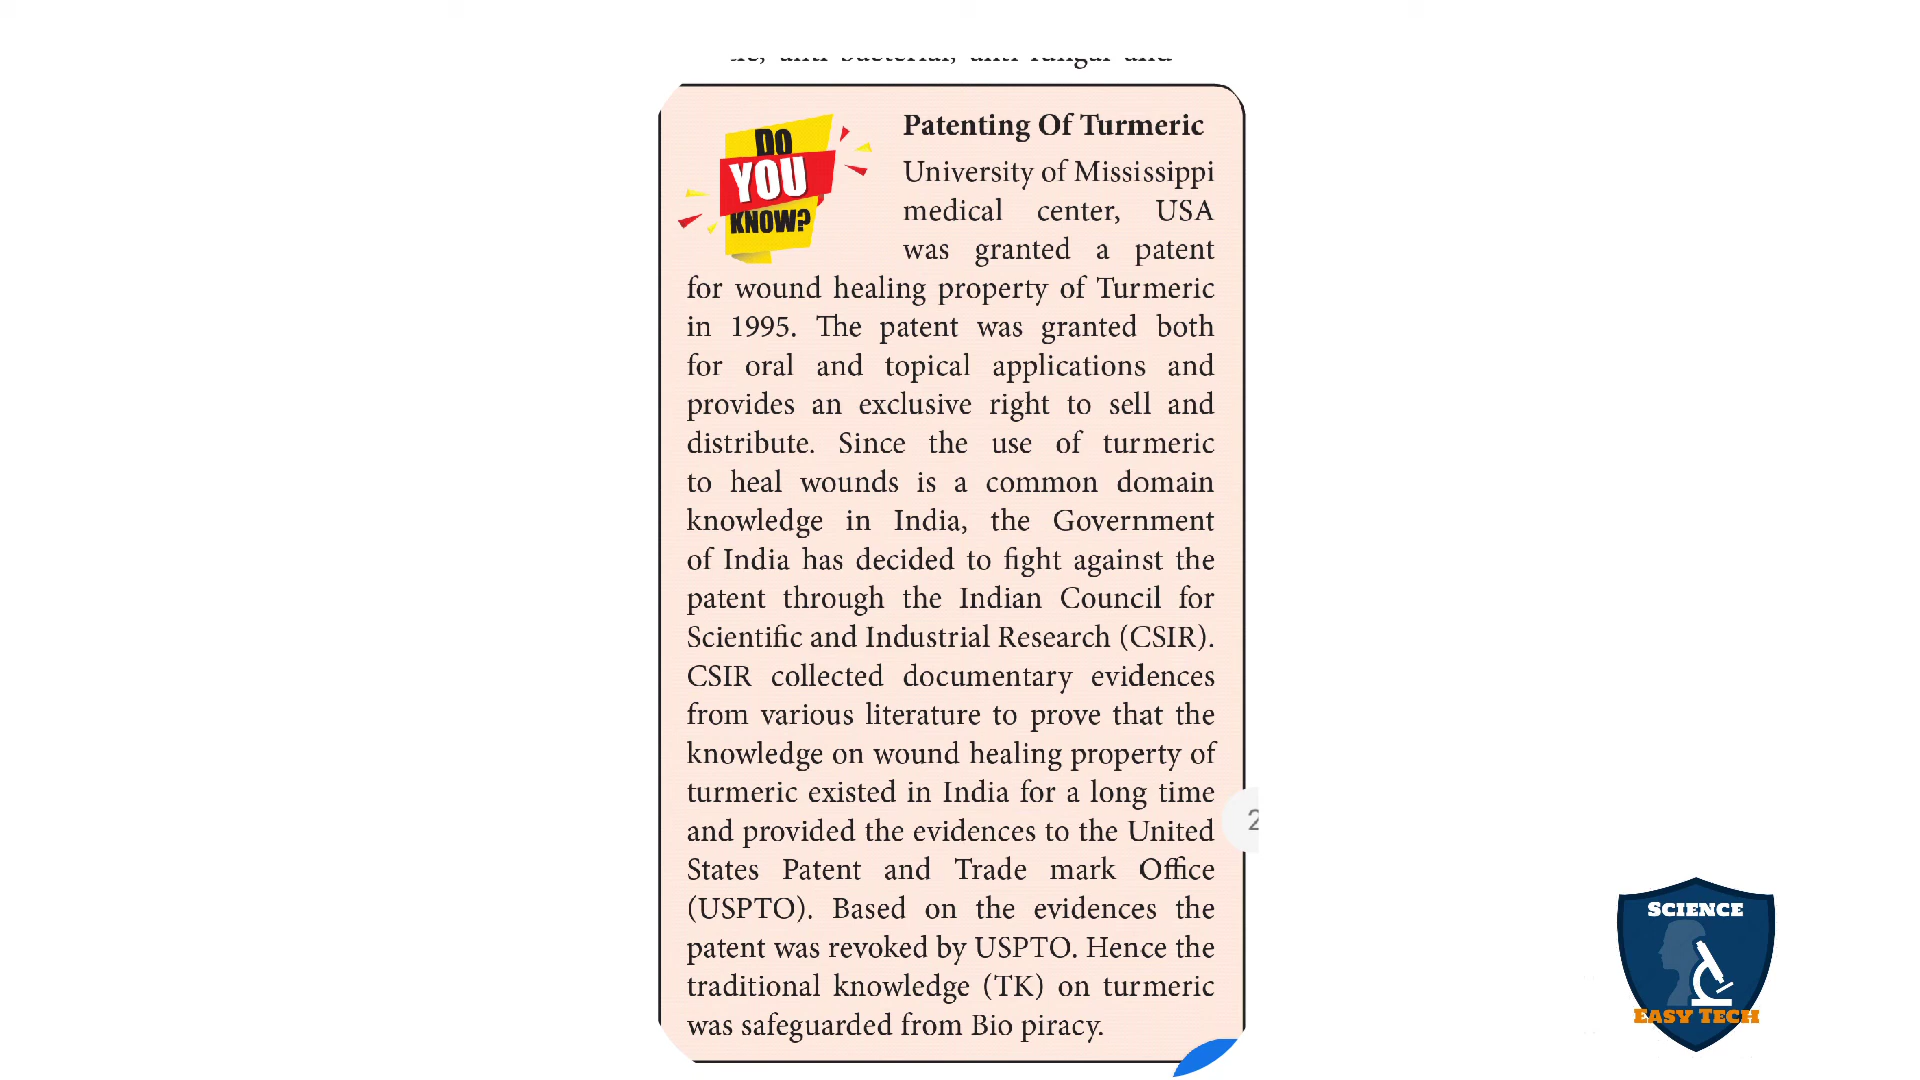 anti bacterial, anti fungal and
DO
YOU
KNOW?
Patenting Of Turmeric
University of Mississippi
medical center, USA
was granted a patent
for wound healing property of Turmeric
in 1995. The patent was granted both
for oral and topical applications and
provides an exclusive right to sell and
distribute. Since the use of turmeric
to heal wounds is a common domain
knowledge in India, the Government
of India has decided to fight against the
patent through the Indian Council for
Scientific and Industrial Research (CSIR).
CSIR collected documentary evidences
from various literature to prove that the
knowledge on wound healing property of
turmeric existed in India for a long time
and provided the evidences to the United
States Patent and Trade mark Office
(USPTO). Based on the evidences the
patent was revoked by USPTO. Hence the
traditional knowledge (TK) on turmeric
was safeguarded from Bio piracy.
2
SCIENCE
EASY TECH